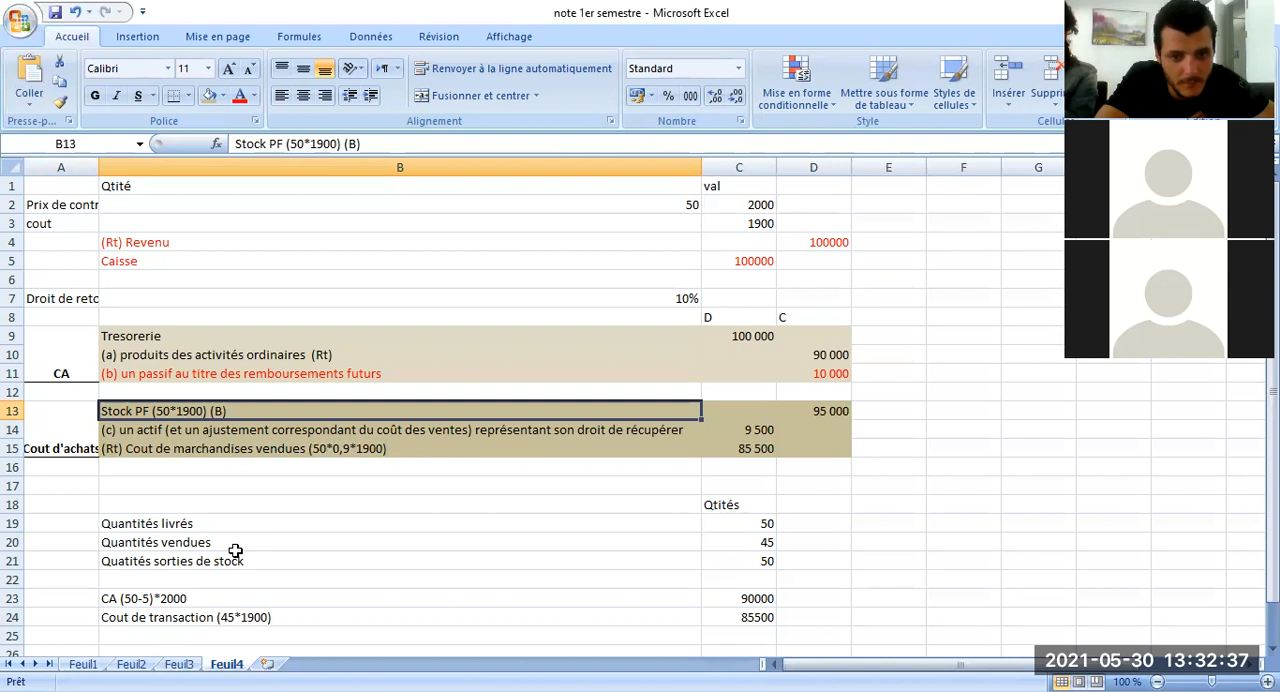 note 1er semestre - Microsoft Excel
Accueil Insertion Mise en page Formules Données Révision Affichage
Coller
Calibri 11
G I S
Renvoyer à la ligne automatiquement
Fusionner et centrer
Standard
% 000
Mise en forme conditionnelle
Mettre sous forme de tableau
Styles de cellules
Insérer
Presse-p... Police Alignement Nombre Style
B13 fx Stock PF (50*1900) (B)
A B C D E F G
1 Qtité val
2 Prix de contr 50 2000
3 cout 1900
4 (Rt) Revenu 100000
5 Caisse 100000
6
7 Droit de reto 10%
8 D C
9 Tresorerie 100 000
10 (a) produits des activités ordinaires (Rt) 90 000
11 CA (b) un passif au titre des remboursements futurs 10 000
12
13 Stock PF (50*1900) (B) 95 000
14 (c) un actif (et un ajustement correspondant du coût des ventes) représentant son droit de récupérer 9 500
15 Cout d'achats (Rt) Cout de marchandises vendues (50*0,9*1900) 85 500
16
17
18 Qtités
19 Quantités livrés 50
20 Quantités vendues 45
21 Quatités sorties de stock 50
22
23 CA (50-5)*2000 90000
24 Cout de transaction (45*1900) 85500
25
26
Feuil1 Feuil2 Feuil3 Feuil4
2021-05-30 13:32:37
Prêt 100 %